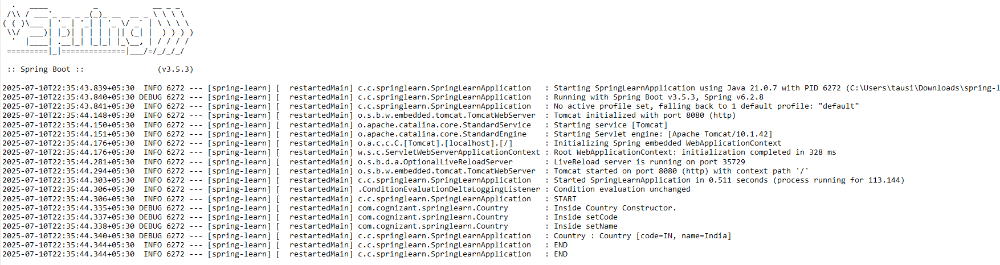 .   ____          _            __ _ _
 /\\ / ___'_ __ _ _(_)_ __  __ _ \ \ \ \
( ( )\___ | '_ | '_| | '_ \/ _` | \ \ \ \
 \\/  ___)| |_)| | | | | || (_| |  ) ) ) )
  '  |____| .__|_| |_|_| |_\__, | / / / /
 =========|_|==============|___/=/_/_/_/
 :: Spring Boot ::                (v3.5.3)
2025-07-10T22:35:43.839+05:30  INFO 6272 --- [spring-learn] [  restartedMain] c.c.springlearn.SpringLearnApplication   : Starting SpringLearnApplication using Java 21.0.7 with PID 6272 (C:\Users\tausi\Downloads\spring-l
2025-07-10T22:35:43.840+05:30 DEBUG 6272 --- [spring-learn] [  restartedMain] c.c.springlearn.SpringLearnApplication   : Running with Spring Boot v3.5.3, Spring v6.2.8
2025-07-10T22:35:43.841+05:30  INFO 6272 --- [spring-learn] [  restartedMain] c.c.springlearn.SpringLearnApplication   : No active profile set, falling back to 1 default profile: "default"
2025-07-10T22:35:44.148+05:30  INFO 6272 --- [spring-learn] [  restartedMain] o.s.b.w.embedded.tomcat.TomcatWebServer  : Tomcat initialized with port 8080 (http)
2025-07-10T22:35:44.150+05:30  INFO 6272 --- [spring-learn] [  restartedMain] o.apache.catalina.core.StandardService   : Starting service [Tomcat]
2025-07-10T22:35:44.151+05:30  INFO 6272 --- [spring-learn] [  restartedMain] o.apache.catalina.core.StandardEngine    : Starting Servlet engine: [Apache Tomcat/10.1.42]
2025-07-10T22:35:44.176+05:30  INFO 6272 --- [spring-learn] [  restartedMain] o.a.c.c.C.[Tomcat].[localhost].[/]       : Initializing Spring embedded WebApplicationContext
2025-07-10T22:35:44.176+05:30  INFO 6272 --- [spring-learn] [  restartedMain] w.s.c.ServletWebServerApplicationContext : Root WebApplicationContext: initialization completed in 328 ms
2025-07-10T22:35:44.281+05:30  INFO 6272 --- [spring-learn] [  restartedMain] o.s.b.d.a.OptionalLiveReloadServer       : LiveReload server is running on port 35729
2025-07-10T22:35:44.294+05:30  INFO 6272 --- [spring-learn] [  restartedMain] o.s.b.w.embedded.tomcat.TomcatWebServer  : Tomcat started on port 8080 (http) with context path '/'
2025-07-10T22:35:44.303+05:30  INFO 6272 --- [spring-learn] [  restartedMain] c.c.springlearn.SpringLearnApplication   : Started SpringLearnApplication in 0.511 seconds (process running for 113.144)
2025-07-10T22:35:44.306+05:30  INFO 6272 --- [spring-learn] [  restartedMain] .ConditionEvaluationDeltaLoggingListener : Condition evaluation unchanged
2025-07-10T22:35:44.306+05:30  INFO 6272 --- [spring-learn] [  restartedMain] c.c.springlearn.SpringLearnApplication   : START
2025-07-10T22:35:44.335+05:30 DEBUG 6272 --- [spring-learn] [  restartedMain] com.cognizant.springlearn.Country        : Inside Country Constructor.
2025-07-10T22:35:44.337+05:30 DEBUG 6272 --- [spring-learn] [  restartedMain] com.cognizant.springlearn.Country        : Inside setCode
2025-07-10T22:35:44.338+05:30 DEBUG 6272 --- [spring-learn] [  restartedMain] com.cognizant.springlearn.Country        : Inside setName
2025-07-10T22:35:44.340+05:30 DEBUG 6272 --- [spring-learn] [  restartedMain] c.c.springlearn.SpringLearnApplication   : Country : Country [code=IN, name=India]
2025-07-10T22:35:44.344+05:30  INFO 6272 --- [spring-learn] [  restartedMain] c.c.springlearn.SpringLearnApplication   : END
2025-07-10T22:35:44.344+05:30  INFO 6272 --- [spring-learn] [  restartedMain] c.c.springlearn.SpringLearnApplication   : END